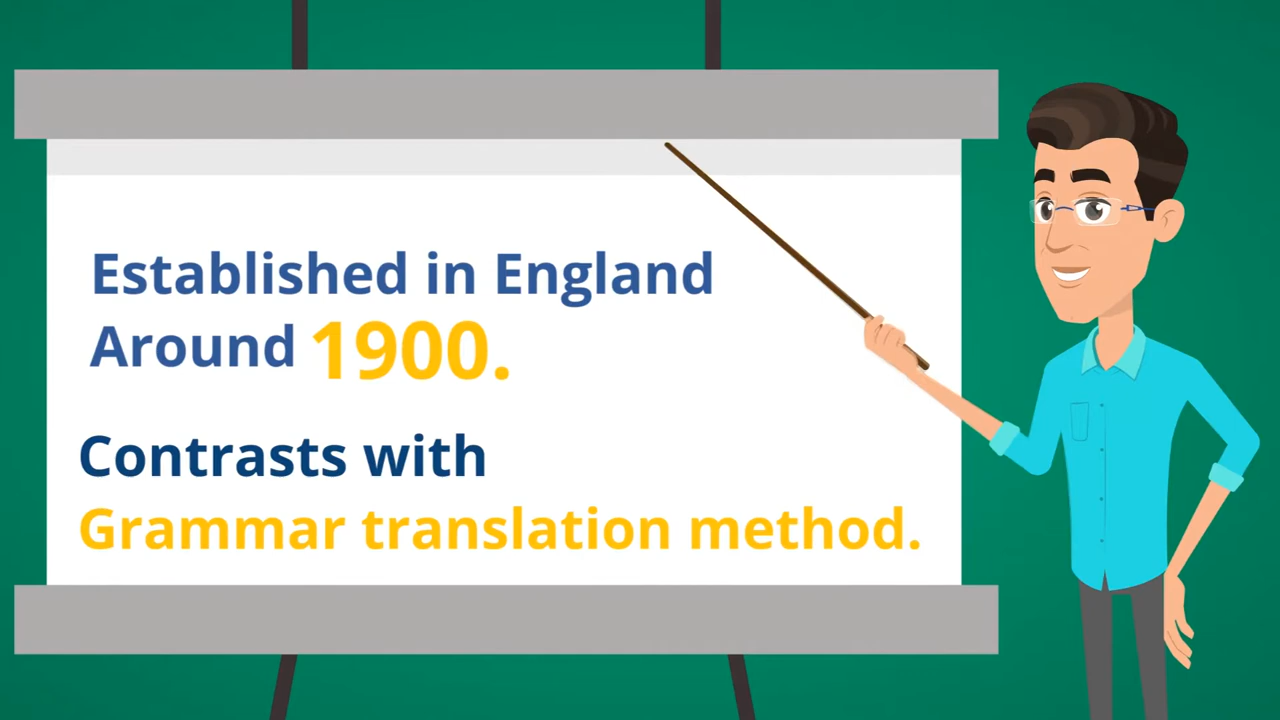 Established in England
Around 1900.
Contrasts with
Grammar translation method.